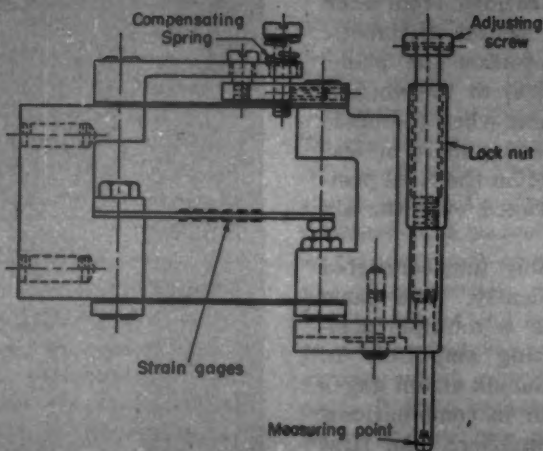 Compensating
Spring
Adjusting
screw
Lock nut
Strain gages
Measuring point